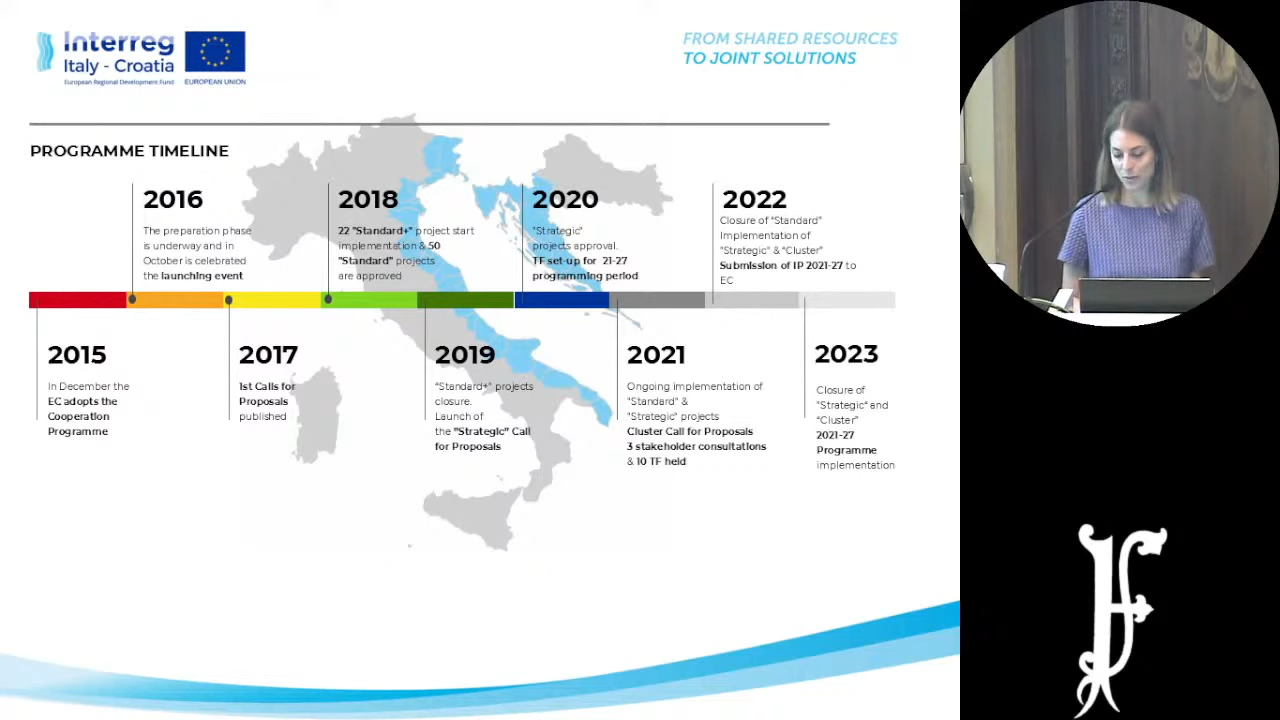 Interreg
Italy - Croatia
European Regional Development Fund
EUROPEAN UNION
FROM SHARED RESOURCES
TO JOINT SOLUTIONS
PROGRAMME TIMELINE
2016
The preparation phase
is underway and in
October is celebrated
the launching event
2018
22 "Standard+" project start
implementation & 50
"Standard" projects
are approved
2020
"Strategic"
projects approval.
TF set-up for 21-27
programming period
2022
Closure of "Standard"
Implementation of
"Strategic" & "Cluster"
Submission of IP 2021-27 to
EC
2015
In December the
EC adopts the
Cooperation
Programme
2017
1st Calls for
Proposals
published
2019
"Standard+" projects
closure.
Launch of
the "Strategic" Call
for Proposals
2021
Ongoing implementation of
"Standard" &
"Strategic" projects
Cluster Call for Proposals
3 stakeholder consultations
& 10 TF held
2023
Closure of
"Strategic" and
"Cluster"
2021-27
Programme
implementation